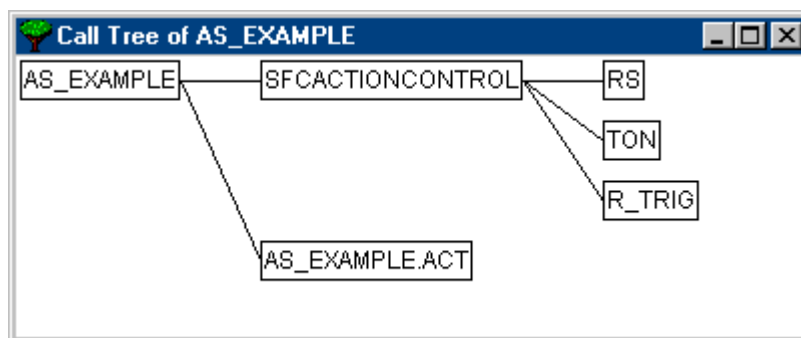 Call Tree of AS_EXAMPLE
AS_EXAMPLE SFCACTIONCONTROL RS
TON
R_TRIG
AS_EXAMPLE.ACT